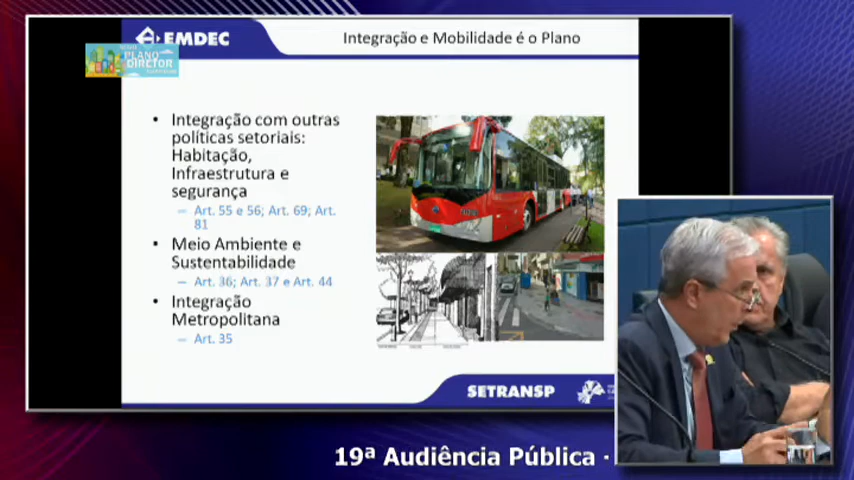 EMDEC
Integração e Mobilidade é o Plano
PLANO
DIRETOR
• Integração com outras
políticas setoriais:
Habitação,
Infraestrutura e
segurança
– Art. 55 e 56; Art. 69; Art.
81
• Meio Ambiente e
Sustentabilidade
– Art. 36; Art. 37 e Art. 44
• Integração
Metropolitana
– Art. 35
SETRANSP
19ª Audiência Pública -